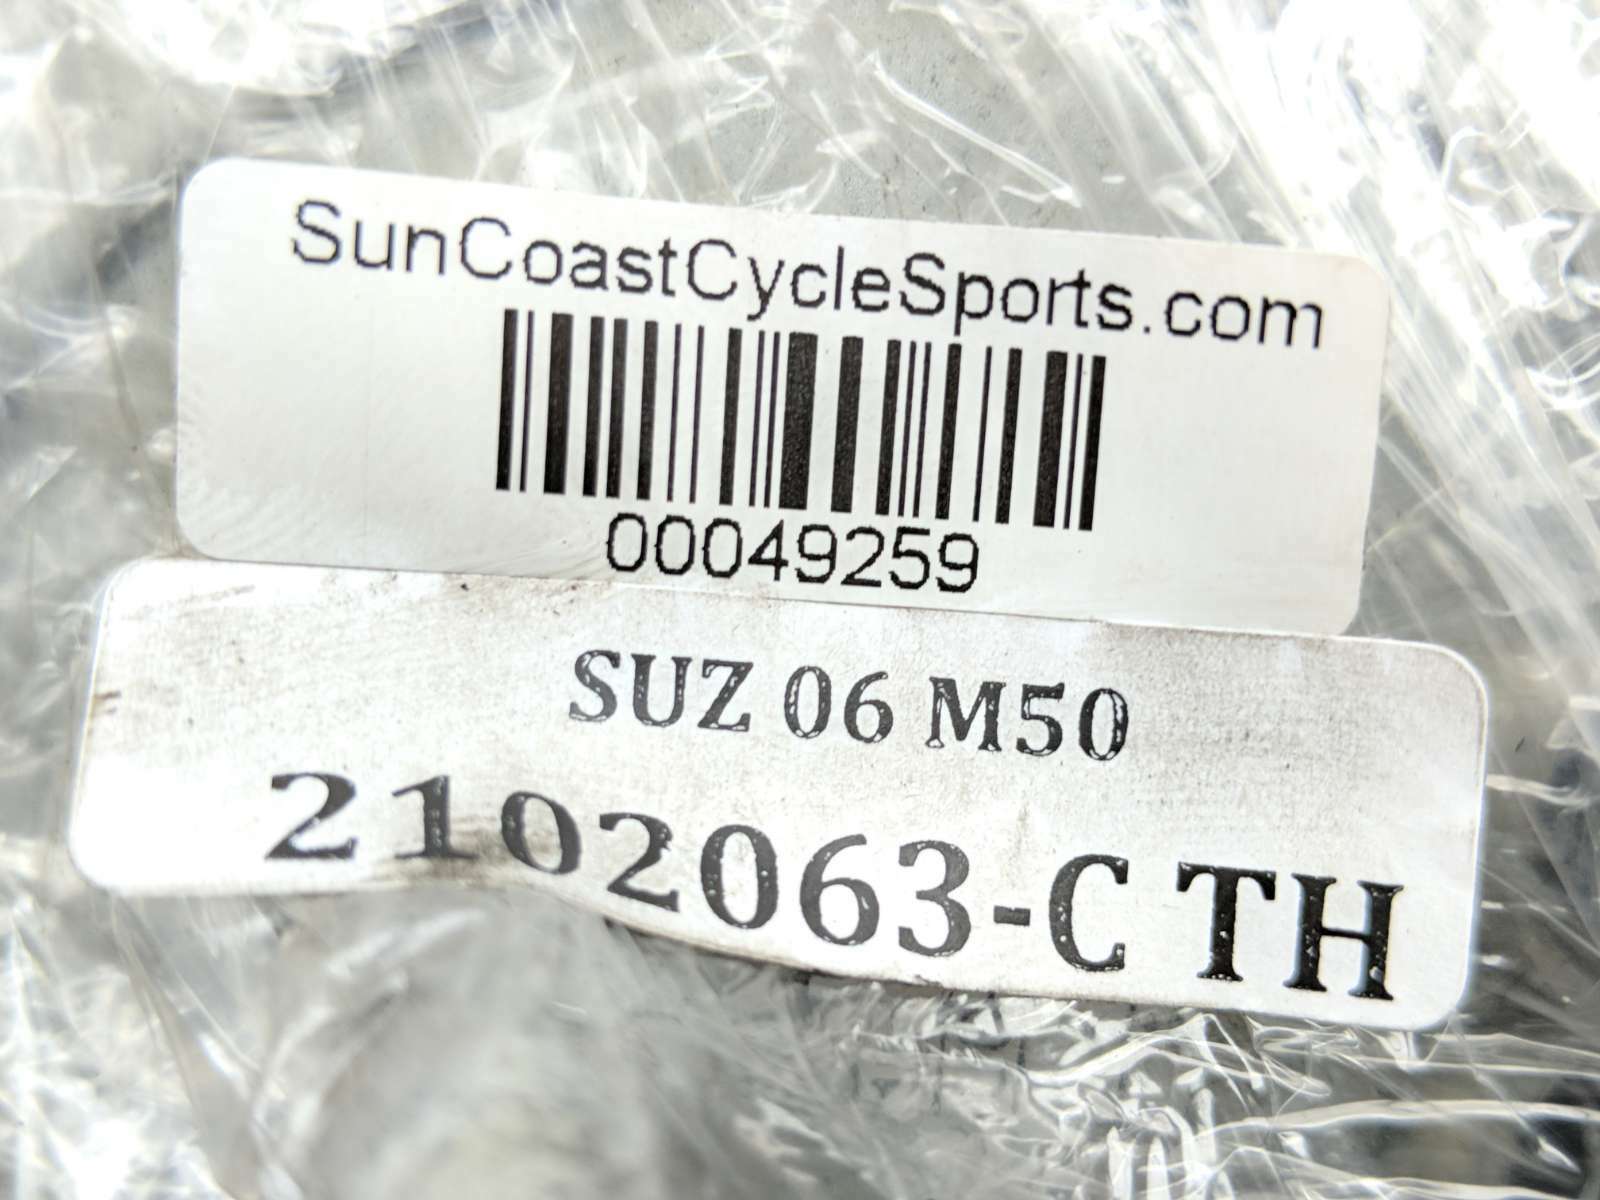 SunCoastCycleSports.com
00049259
SUZ 06 M50
2102063-C TH